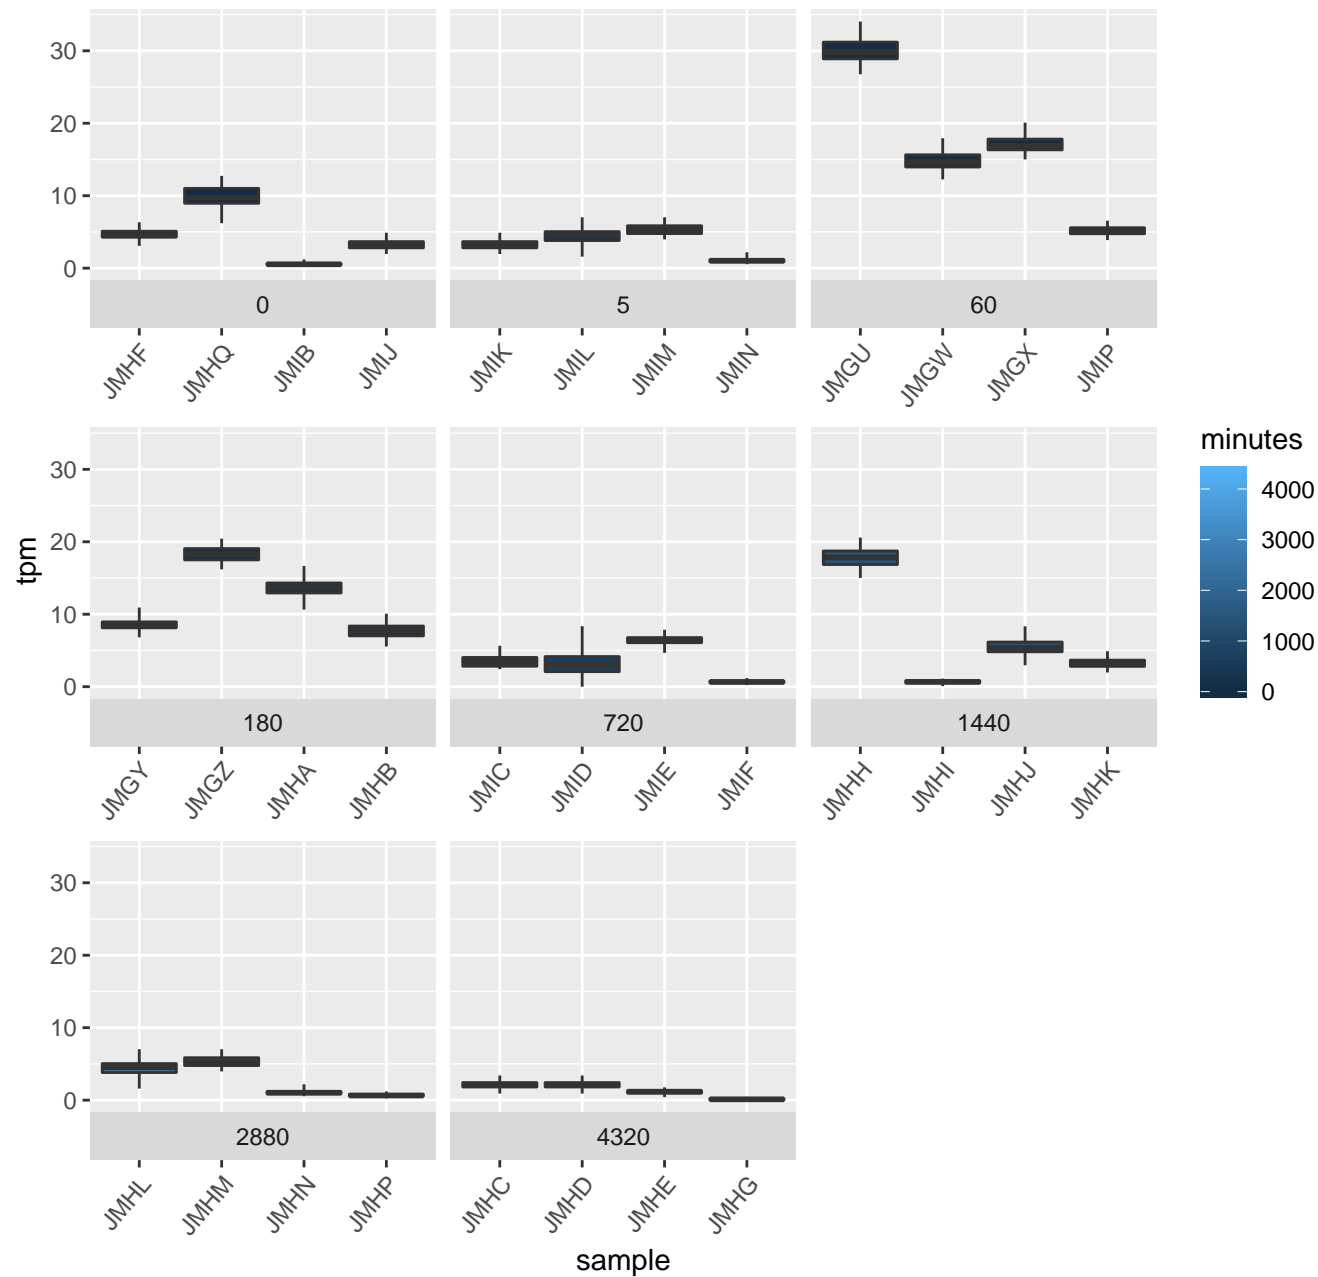 30
20
10
0
0
5
60
JMHF JMHQ JMIB JMIJ
JMIK JMIL JMIM JMIN
JMGU JMGW JMGX JMIP
tpm
30
20
10
0
180
720
1440
JMGY JMGZ JMHA JMHB
JMIC JMID JMIE JMIF
JMHH JMHI JMHJ JMHK
minutes
4000
3000
2000
1000
0
30
20
10
0
2880
4320
JMHL JMHM JMHN JMHP
JMHC JMHD JMHE JMHG
sample